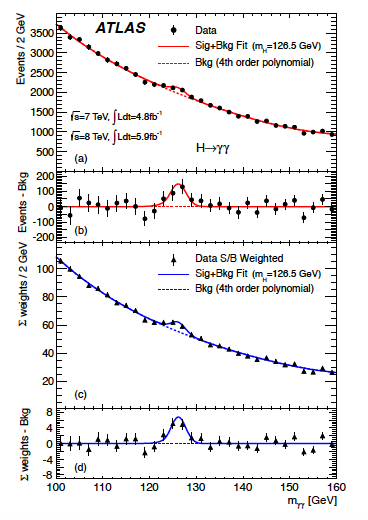 ATLAS
Data
Sig+Bkg Fit (mH=126.5 GeV)
Bkg (4th order polynomial)
Events / 2 GeV
3500
3000
2500
2000
1500
1000
500
√s=7 TeV, ∫Ldt=4.8fb-1
√s=8 TeV, ∫Ldt=5.9fb-1
H→γγ
(a)
Events - Bkg
200
100
0
-100
-200
(b)
Σ weights / 2 GeV
100
80
60
40
20
Data S/B Weighted
Sig+Bkg Fit (mH=126.5 GeV)
Bkg (4th order polynomial)
(c)
Σ weights - Bkg
8
4
0
-4
-8
(d)
100 110 120 130 140 150 160
mγγ [GeV]